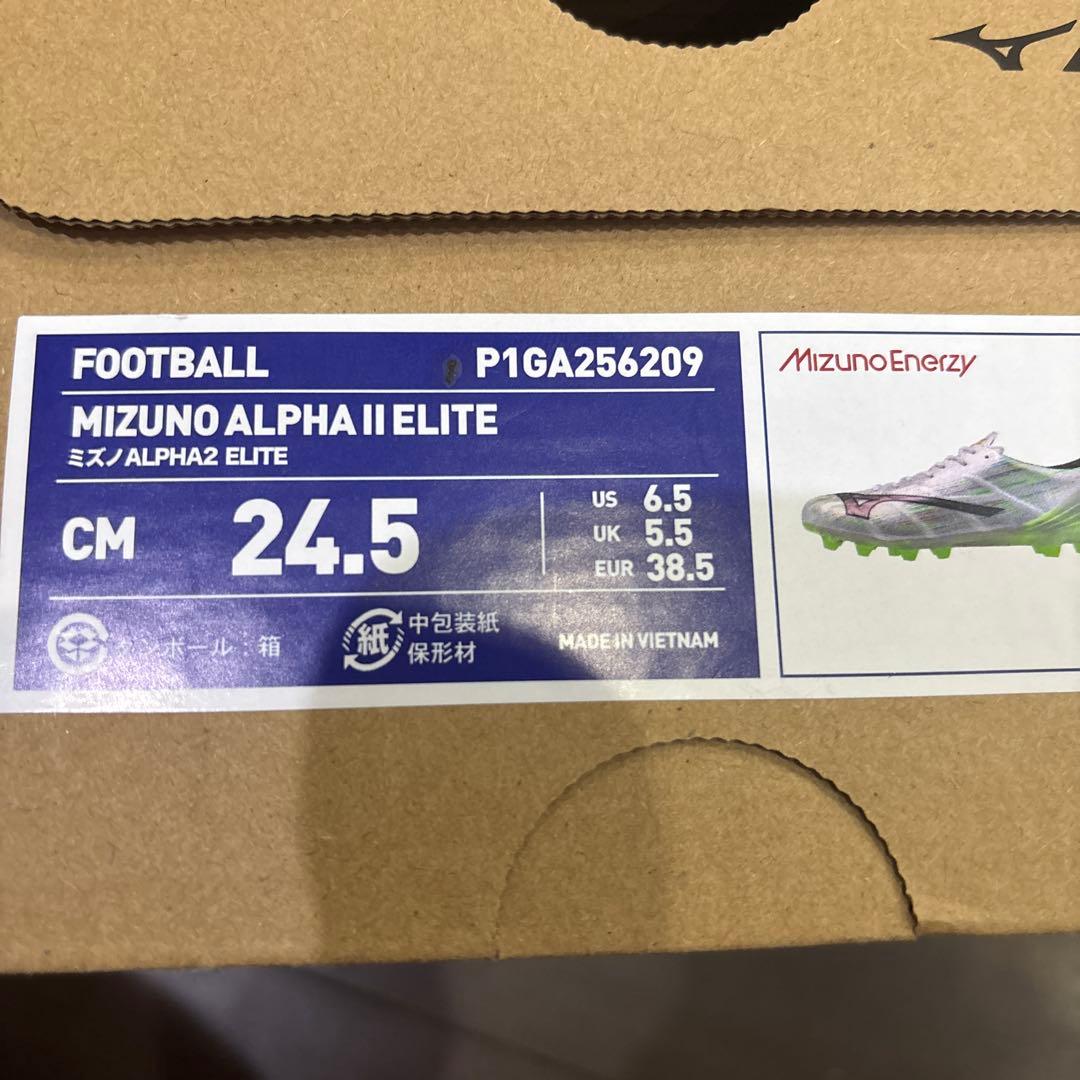 FOOTBALL P1GA256209
MIZUNO ALPHA II ELITE
ミズノALPHA2 ELITE
CM 24.5
US 6.5
UK 5.5
EUR 38.5
ボール：箱
紙 中包装紙
保形材
MADE IN VIETNAM
MIZUNO ENERZY